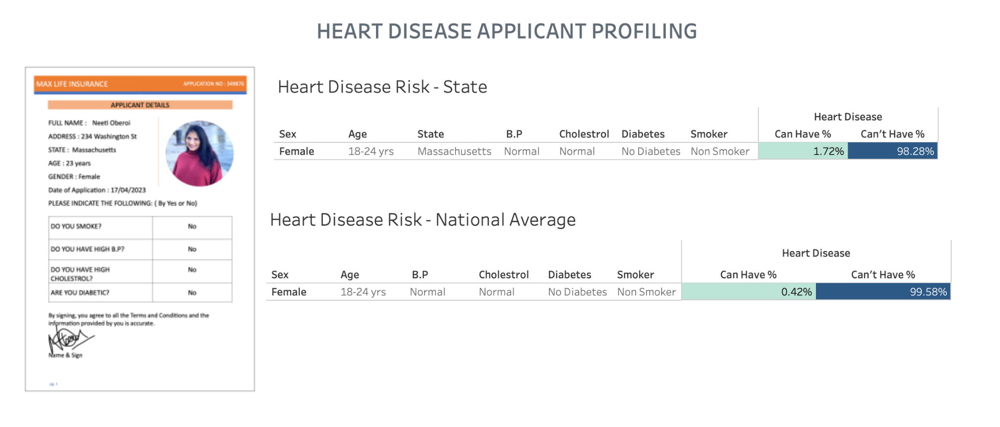 HEART DISEASE APPLICANT PROFILING
MAX LIFE INSURANCE APPLICATION NO : 349876
APPLICANT DETAILS
FULL NAME : Neeti Oberoi
ADDRESS : 234 Washington St
STATE : Massachusetts
AGE : 23 years
GENDER : Female
Date of Application : 17/04/2023
PLEASE INDICATE THE FOLLOWING: ( By Yes or No)
DO YOU SMOKE? No
DO YOU HAVE HIGH B.P? No
DO YOU HAVE HIGH No
CHOLESTROL?
ARE YOU DIABETIC? No
By signing, you agree to all the Terms and Conditions and the
information provided by you is accurate.
Name & Sign
pg. 1
Heart Disease Risk - State
Heart Disease
Sex Age State B.P Cholestrol Diabetes Smoker Can Have % Can't Have %
Female 18-24 yrs Massachusetts Normal Normal No Diabetes Non Smoker 1.72% 98.28%
Heart Disease Risk - National Average
Heart Disease
Sex Age B.P Cholestrol Diabetes Smoker Can Have % Can't Have %
Female 18-24 yrs Normal Normal No Diabetes Non Smoker 0.42% 99.58%